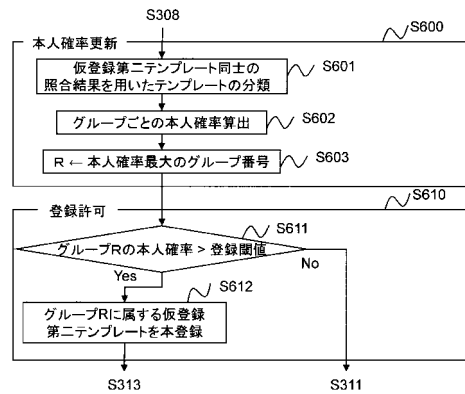 S308
S600
本人確率更新
仮登録第二テンプレート同士の
照合結果を用いたテンプレートの分類
S601
グループごとの本人確率算出
S602
R ← 本人確率最大のグループ番号
S603
S610
登録許可
S611
グループRの本人確率 > 登録閾値
Yes
No
S612
グループRに属する仮登録
第二テンプレートを本登録
S313
S311